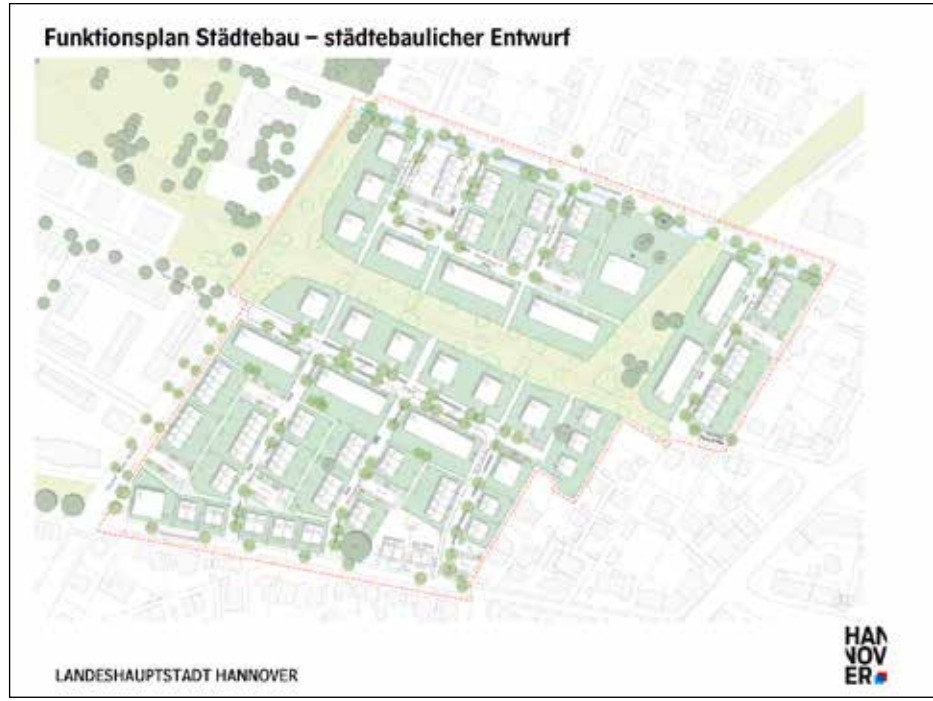 Funktionsplan Städtebau – städtebaulicher Entwurf
LANDESHAUPTSTADT HANNOVER
HAN
NOV
ER